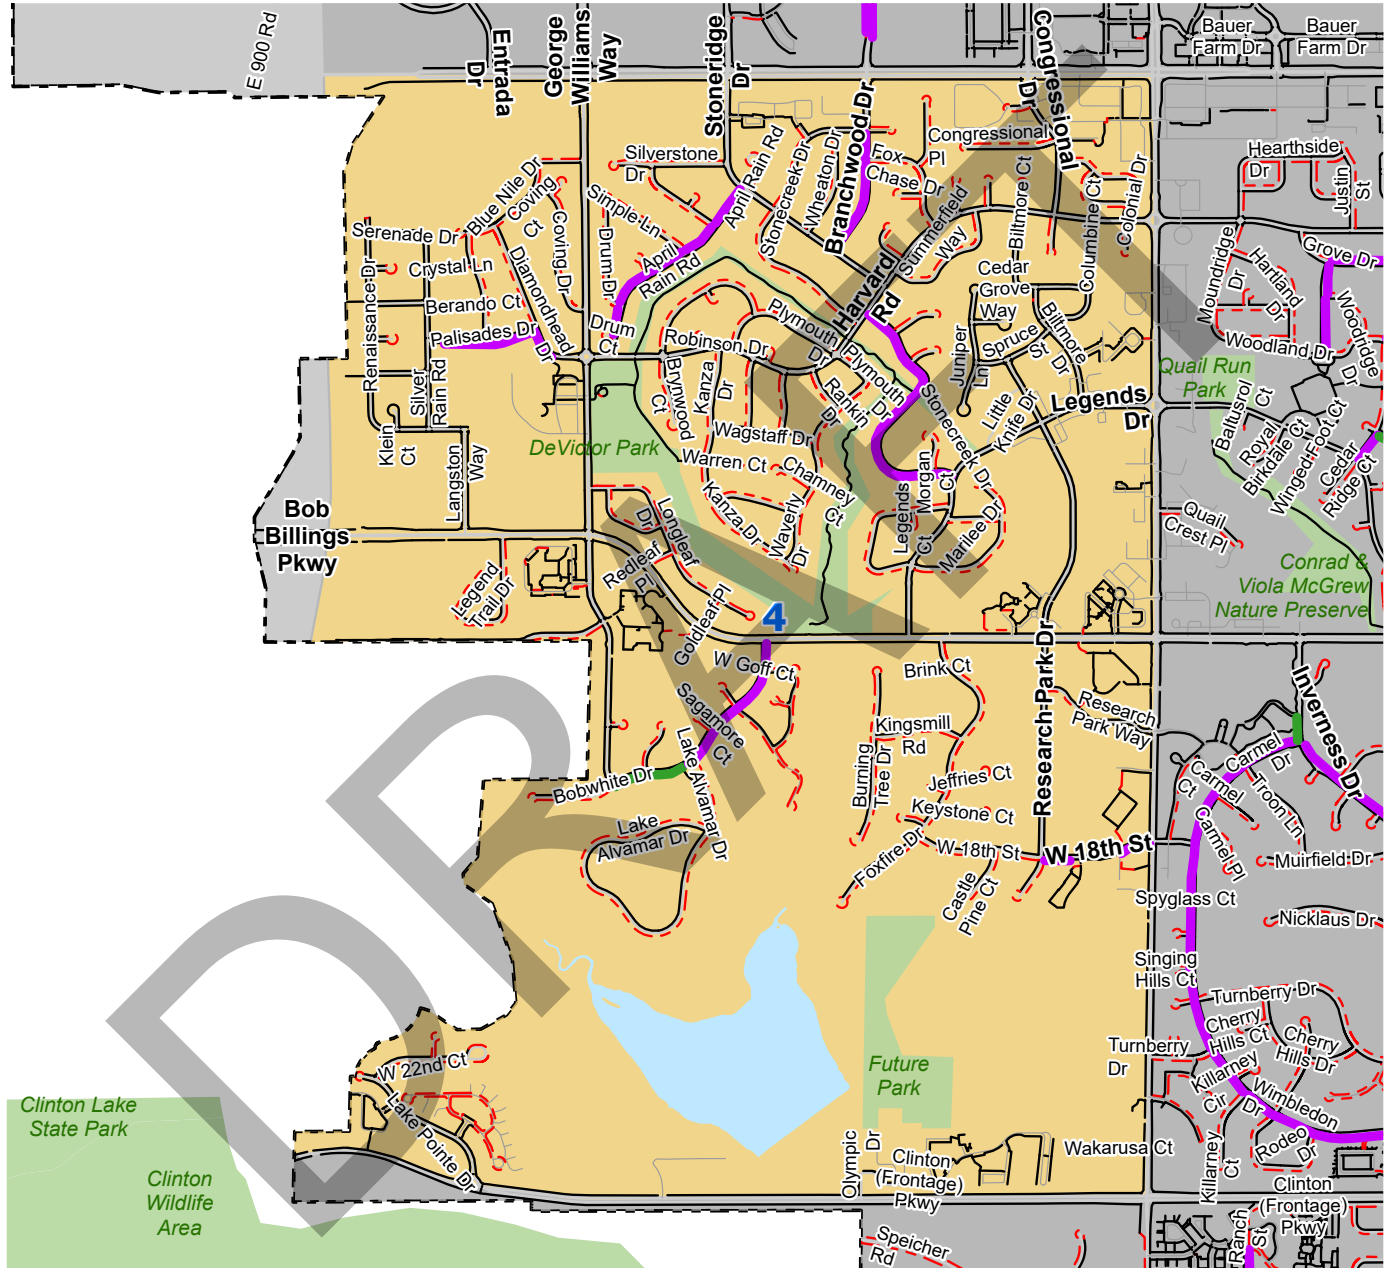 E 900 Rd
Entrada
Dr
George
Williams
Way
Stoneridge
Dr
Congressional
Dr
Bauer
Farm Dr
Bauer
Farm Dr
Branchwood Dr
Congressional
Fox
Pl
Chase Dr
Silverstone
Dr
April Rain Rd
Stonecreek Dr
Wheaton Dr
Hearthside
Dr
Justin
St
Blue Nile Dr
Coving
Ct
Coving Dr
Simple Ln
Drum Dr
Serenade Dr
Crystal Ln
Berando Ct
Palisades Dr
Diamondhead
Dr
Renaissance Dr
Silver
Rain Rd
Klein
Ct
Langston
Way
April
Rain Rd
Drum
Ct
Summerfield
Way
Biltmore Ct
Columbine Ct
Colonial Dr
Harvard
Rd
Cedar
Grove
Way
Juniper
Ln
Spruce
St
Biltmore
Dr
Little
Knife Dr
Legends
Dr
Moundridge
Dr
Hartland
Dr
Grove Dr
Woodridge
Dr
Woodland Dr
Quail Run
Park
Baltusrol
Ct
Royal
Birkdale Ct
Winged Foot Ct
Cedar
Ridge Ct
Quail
Crest Pl
Conrad &
Viola McGrew
Nature Preserve
Plymouth
Dr
Plymouth
Dr
Robinson Dr
Brynwood
Ct
Kanza
Dr
Rankin
Dr
Wagstaff Dr
Warren Ct
Chamney
Ct
Kanza Dr
Waverly
Dr
Stonecreek Dr
Morgan
Ct
Legends
Ct
Marilee Dr
DeVictor Park
Bob
Billings
Pkwy
Legend
Trail Dr
Longleaf
Dr
Redleaf
Pl
Goldleaf Pl
4
W Goff Ct
Sagamore
Ct
Lake Alvamar Dr
Bobwhite Dr
Lake
Alvamar Dr
Brink Ct
Kingsmill
Rd
Burning
Tree Dr
Jeffries Ct
Keystone Ct
Foxfire Dr
W 18th St
Castle
Pine Ct
Research Park Dr
Research
Park Way
W 18th St
Inverness Dr
Carmel
Dr
Carmel
Ct
Troon Ln
Carmel Pl
Muirfield Dr
Spyglass Ct
Nicklaus Dr
Singing
Hills Ct
Turnberry Dr
Cherry
Hills Ct
Cherry
Hills Dr
Turnberry
Dr
Killarney
Cir
Wimbledon
Dr
Rodeo
Dr
Killarney
Ct
Wakarusa Ct
Future
Park
Olympic
Dr
Clinton
(Frontage)
Pkwy
Clinton
(Frontage)
Pkwy
Ranch
St
Speicher
Rd
W 22nd Ct
Lake Pointe Dr
Clinton Lake
State Park
Clinton
Wildlife
Area
DRAFT